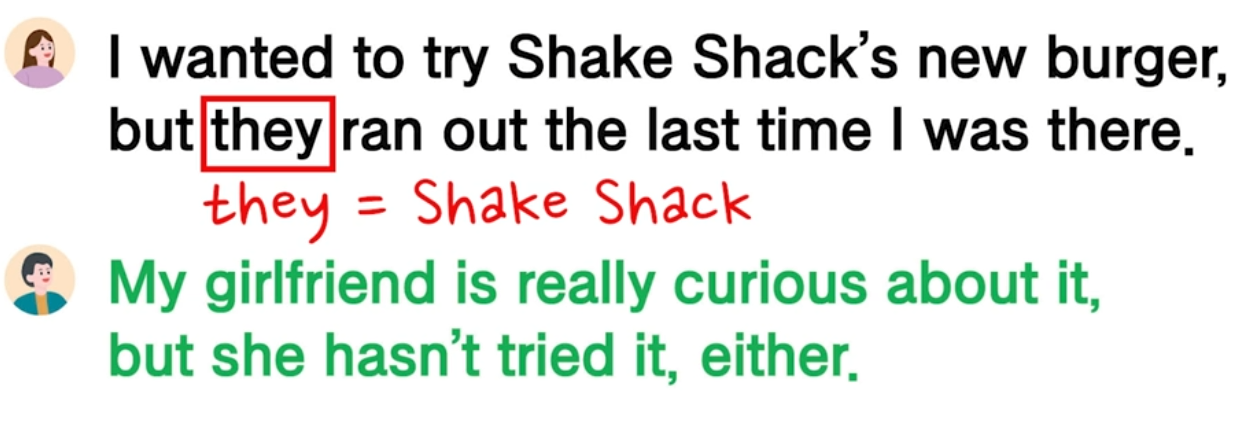 I wanted to try Shake Shack’s new burger,
but they ran out the last time I was there.
they = Shake Shack
My girlfriend is really curious about it,
but she hasn’t tried it, either.